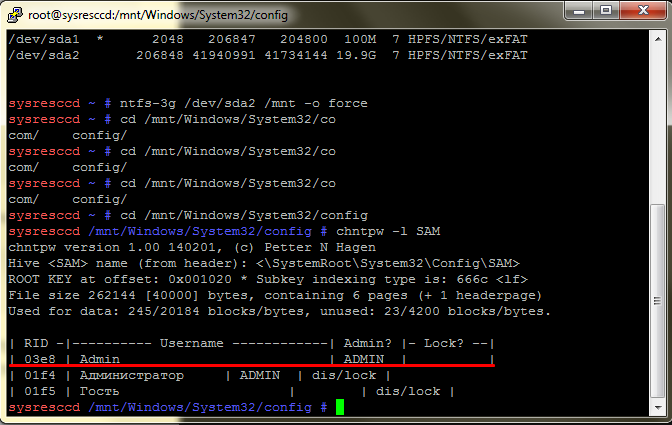 root@sysresccd:/mnt/Windows/System32/config
/dev/sda1 * 2048 206847 204800 100M 7 HPFS/NTFS/exFAT
/dev/sda2 206848 41940991 41734144 19.9G 7 HPFS/NTFS/exFAT
sysresccd ~ # ntfs-3g /dev/sda2 /mnt -o force
sysresccd ~ # cd /mnt/Windows/System32/co
com/ config/
sysresccd ~ # cd /mnt/Windows/System32/co
com/ config/
sysresccd ~ # cd /mnt/Windows/System32/co
com/ config/
sysresccd ~ # cd /mnt/Windows/System32/config
sysresccd /mnt/Windows/System32/config # chntpw -l SAM
chntpw version 1.00 140201, (c) Petter N Hagen
Hive <SAM> name (from header): <\SystemRoot\System32\Config\SAM>
ROOT KEY at offset: 0x001020 * Subkey indexing type is: 666c <lf>
File size 262144 [40000] bytes, containing 6 pages (+ 1 headerpage)
Used for data: 245/20184 blocks/bytes, unused: 23/4200 blocks/bytes.
| RID -|---------- Username ------------| Admin? |- Lock? --|
| 03e8 | Admin | ADMIN | |
| 01f4 | Администратор | ADMIN | dis/lock |
| 01f5 | Гость | | dis/lock |
sysresccd /mnt/Windows/System32/config #